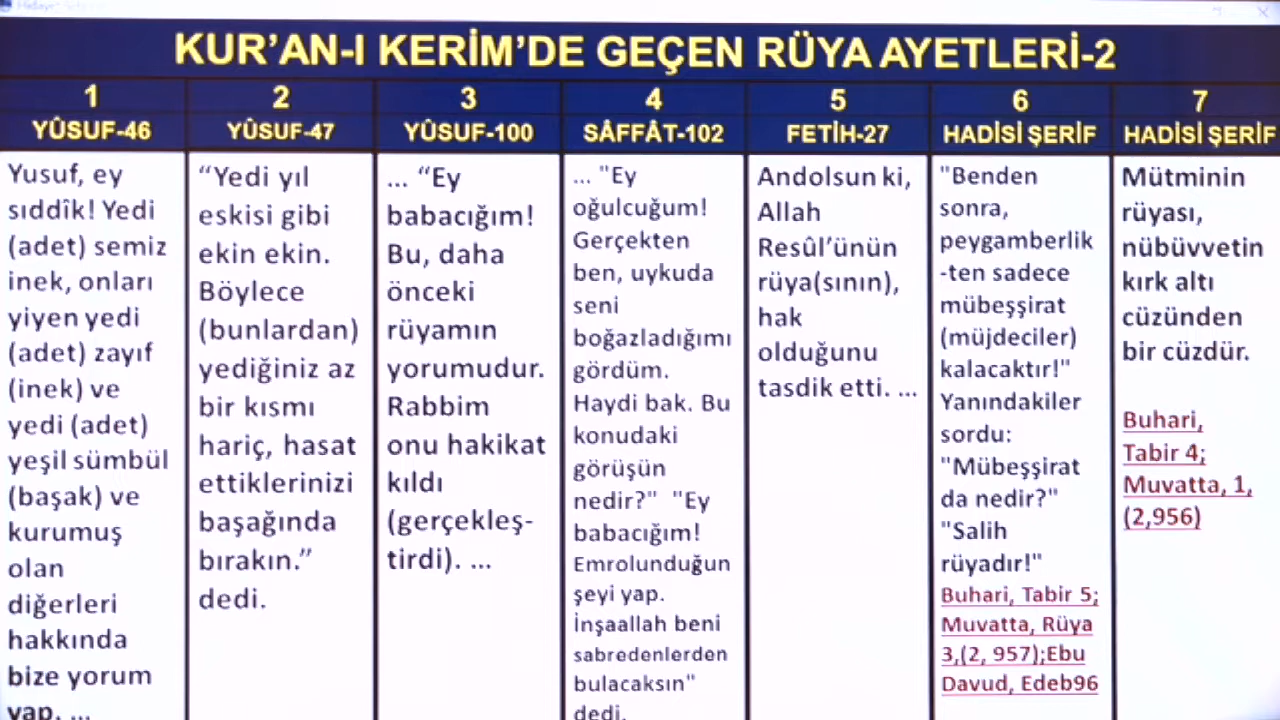 KUR’AN-I KERİM’DE GEÇEN RÜYA AYETLERİ-2
1
YÛSUF-46
Yusuf, ey
sıddîk! Yedi
(adet) semiz
inek, onları
yiyen yedi
(adet) zayıf
(inek) ve
yedi (adet)
yeşil sümbül
(başak) ve
kurumuş
olan
diğerleri
hakkında
bize yorum
yap. ...
2
YÛSUF-47
“Yedi yıl
eskisi gibi
ekin ekin.
Böylece
(bunlardan)
yediğiniz az
bir kısmı
hariç, hasat
ettiklerinizi
başağında
bırakın.”
dedi.
3
YÛSUF-100
... “Ey
babacığım!
Bu, daha
önceki
rüyamın
yorumudur.
Rabbim
onu hakikat
kıldı
(gerçekleş-
tirdi). ...
4
SÂFFÂT-102
... "Ey
oğulcuğum!
Gerçekten
ben, uykuda
seni
boğazladığımı
gördüm.
Haydi bak. Bu
konudaki
görüşün
nedir?" "Ey
babacığım!
Emrolunduğun
şeyi yap.
İnşaallah beni
sabredenlerden
bulacaksın"
dedi.
5
FETİH-27
Andolsun ki,
Allah
Resûl’ünün
rüya(sının),
hak
olduğunu
tasdik etti. ...
6
HADİSİ ŞERİF
"Benden
sonra,
peygamberlik
-ten sadece
mübeşşirat
(müjdeciler)
kalacaktır!"
Yanındakiler
sordu:
"Mübeşşirat
da nedir?"
"Salih
rüyadır!"
Buhari, Tabir 5;
Muvatta, Rüya
3,(2, 957);Ebu
Davud, Edeb96
7
HADİSİ ŞERİF
Mütminin
rüyası,
nübüvvetin
kırk altı
cüzünden
bir cüzdür.
Buhari,
Tabir 4;
Muvatta, 1,
(2,956)